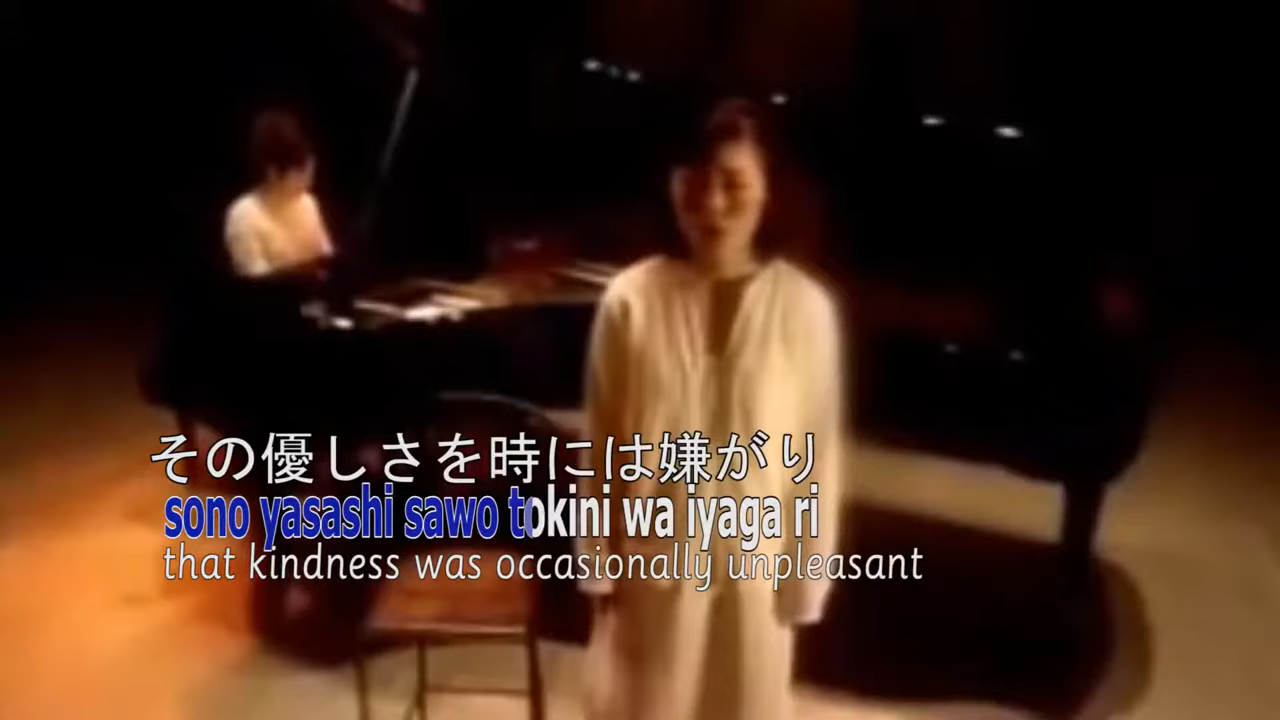 その優しさを時には嫌がり
sono yasashi sawo tokini wa iyaga ri
that kindness was occasionally unpleasant